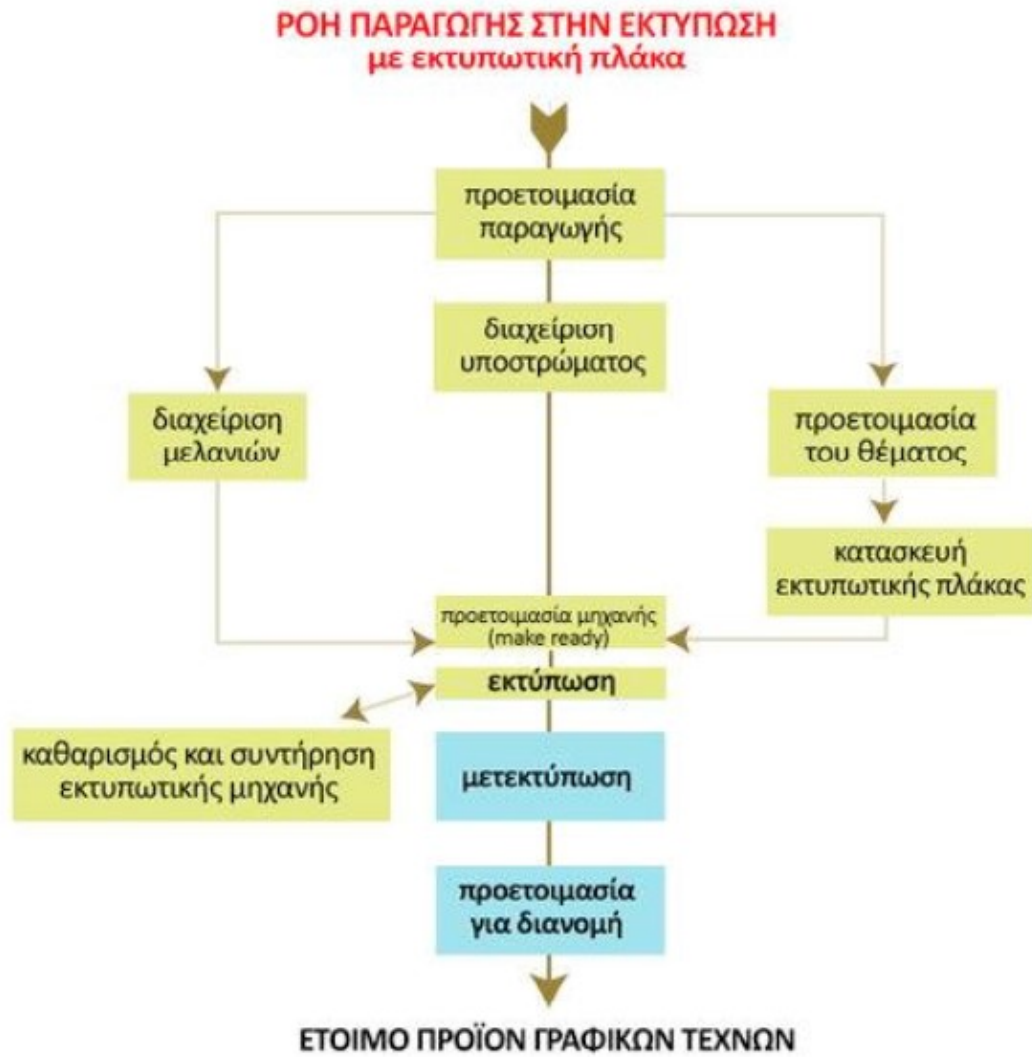 ΡΟΗ ΠΑΡΑΓΩΓΗΣ ΣΤΗΝ ΕΚΤΥΠΩΣΗ
με εκτυπωτική πλάκα
προετοιμασία
παραγωγής
διαχείριση
υποστρώματος
διαχείριση
μελανιών
προετοιμασία
του θέματος
κατασκευή
εκτυπωτικής πλάκας
προετοιμασία μηχανής
(make ready)
εκτύπωση
καθαρισμός και συντήρηση
εκτυπωτικής μηχανής
μετεκτύπωση
προετοιμασία
για διανομή
ΕΤΟΙΜΟ ΠΡΟΪΟΝ ΓΡΑΦΙΚΩΝ ΤΕΧΝΩΝ